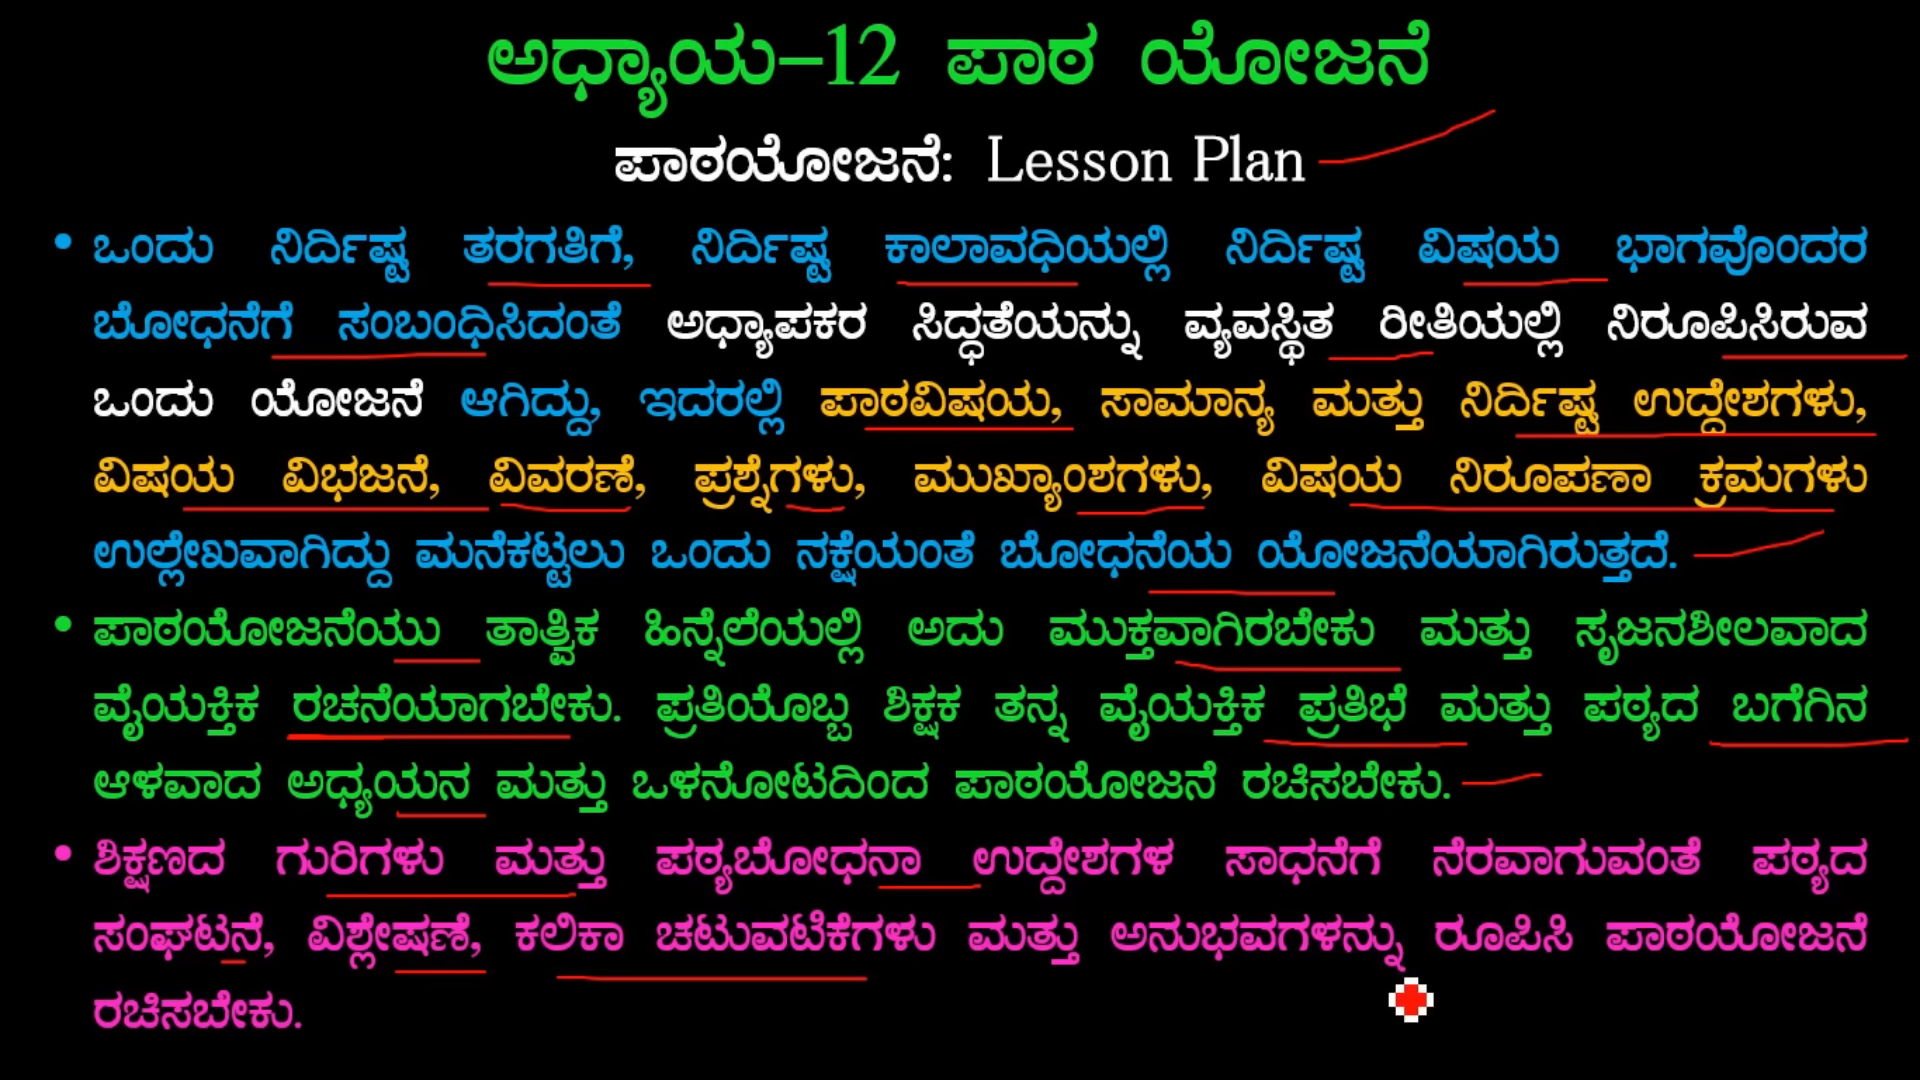 ಅಧ್ಯಾಯ–12 ಪಾಠ ಯೋಜನೆ
ಪಾಠಯೋಜನೆ: Lesson Plan
• ಒಂದು ನಿರ್ದಿಷ್ಟ ತರಗತಿಗೆ, ನಿರ್ದಿಷ್ಟ ಕಾಲಾವಧಿಯಲ್ಲಿ ನಿರ್ದಿಷ್ಟ ವಿಷಯ ಭಾಗವೊಂದರ
ಬೋಧನೆಗೆ ಸಂಬಂಧಿಸಿದಂತೆ ಅಧ್ಯಾಪಕರ ಸಿದ್ಧತೆಯನ್ನು ವ್ಯವಸ್ಥಿತ ರೀತಿಯಲ್ಲಿ ನಿರೂಪಿಸಿರುವ
ಒಂದು ಯೋಜನೆ ಆಗಿದ್ದು, ಇದರಲ್ಲಿ ಪಾಠವಿಷಯ, ಸಾಮಾನ್ಯ ಮತ್ತು ನಿರ್ದಿಷ್ಟ ಉದ್ದೇಶಗಳು,
ವಿಷಯ ವಿಭಜನೆ, ವಿವರಣೆ, ಪ್ರಶ್ನೆಗಳು, ಮುಖ್ಯಾಂಶಗಳು, ವಿಷಯ ನಿರೂಪಣಾ ಕ್ರಮಗಳು
ಉಲ್ಲೇಖವಾಗಿದ್ದು ಮನೆಕಟ್ಟಲು ಒಂದು ನಕ್ಷೆಯಂತೆ ಬೋಧನೆಯ ಯೋಜನೆಯಾಗಿರುತ್ತದೆ.
• ಪಾಠಯೋಜನೆಯು ತಾತ್ವಿಕ ಹಿನ್ನೆಲೆಯಲ್ಲಿ ಅದು ಮುಕ್ತವಾಗಿರಬೇಕು ಮತ್ತು ಸೃಜನಶೀಲವಾದ
ವೈಯಕ್ತಿಕ ರಚನೆಯಾಗಬೇಕು. ಪ್ರತಿಯೊಬ್ಬ ಶಿಕ್ಷಕ ತನ್ನ ವೈಯಕ್ತಿಕ ಪ್ರತಿಭೆ ಮತ್ತು ಪಠ್ಯದ ಬಗೆಗಿನ
ಆಳವಾದ ಅಧ್ಯಯನ ಮತ್ತು ಒಳನೋಟದಿಂದ ಪಾಠಯೋಜನೆ ರಚಿಸಬೇಕು.
• ಶಿಕ್ಷಣದ ಗುರಿಗಳು ಮತ್ತು ಪಠ್ಯಬೋಧನಾ ಉದ್ದೇಶಗಳ ಸಾಧನೆಗೆ ನೆರವಾಗುವಂತೆ ಪಠ್ಯದ
ಸಂಘಟನೆ, ವಿಶ್ಲೇಷಣೆ, ಕಲಿಕಾ ಚಟುವಟಿಕೆಗಳು ಮತ್ತು ಅನುಭವಗಳನ್ನು ರೂಪಿಸಿ ಪಾಠಯೋಜನೆ
ರಚಿಸಬೇಕು.